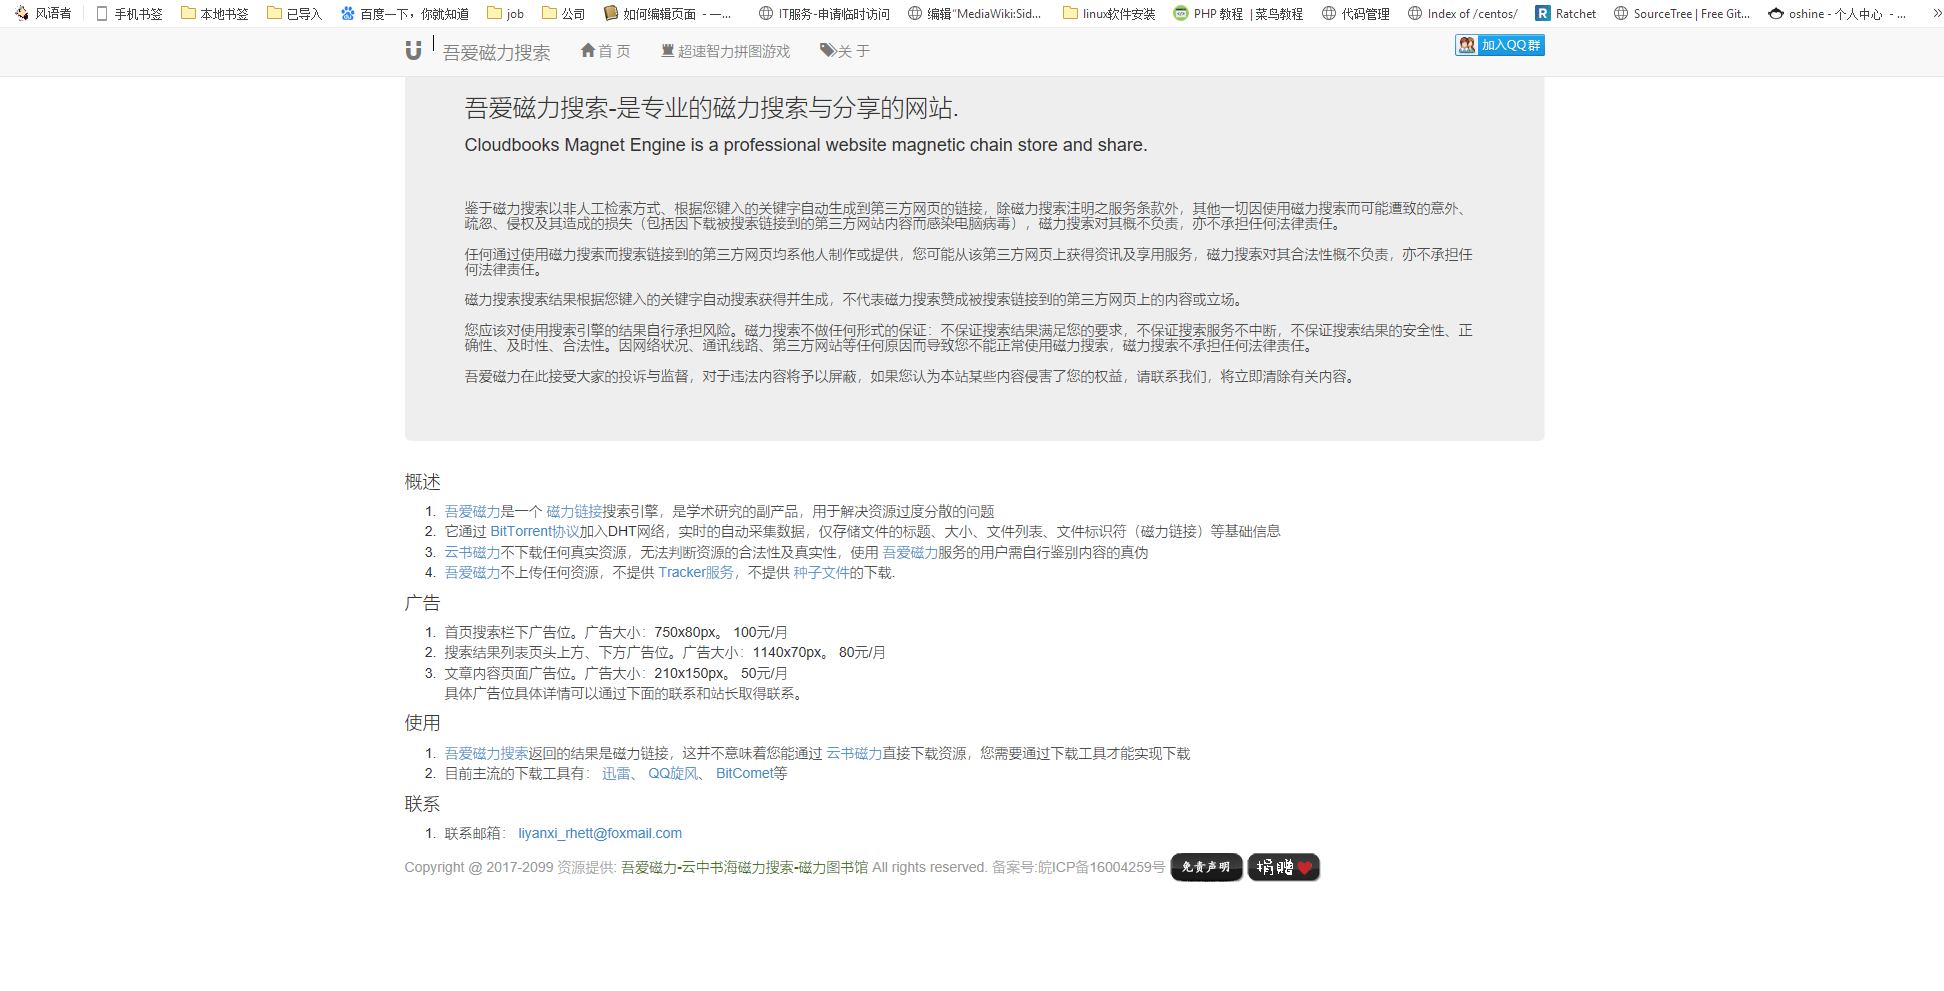 风语者 手机书签 本地书签 已导入 百度一下，你就知道 job 公司 如何编辑页面 - 一... IT服务-申请临时访问 编辑"MediaWiki:Sid... linux软件安装 PHP 教程 | 菜鸟教程 代码管理 Index of /centos/ Ratchet SourceTree | Free Git... oshine - 个人中心 - ... »
吾爱磁力搜索 首 页 超速智力拼图游戏 关 于 加入QQ群
吾爱磁力搜索-是专业的磁力搜索与分享的网站.
Cloudbooks Magnet Engine is a professional website magnetic chain store and share.
鉴于磁力搜索以非人工检索方式、根据您键入的关键字自动生成到第三方网页的链接，除磁力搜索注明之服务条款外，其他一切因使用磁力搜索而可能遭致的意外、
疏忽、侵权及其造成的损失（包括因下载被搜索链接到的第三方网站内容而感染电脑病毒），磁力搜索对其概不负责，亦不承担任何法律责任。
任何通过使用磁力搜索而搜索链接到的第三方网页均系他人制作或提供，您可能从该第三方网页上获得资讯及享用服务，磁力搜索对其合法性概不负责，亦不承担任
何法律责任。
磁力搜索搜索结果根据您键入的关键字自动搜索获得并生成，不代表磁力搜索赞成被搜索链接到的第三方网页上的内容或立场。
您应该对使用搜索引擎的结果自行承担风险。磁力搜索不做任何形式的保证：不保证搜索结果满足您的要求，不保证搜索服务不中断，不保证搜索结果的安全性、正
确性、及时性、合法性。因网络状况、通讯线路、第三方网站等任何原因而导致您不能正常使用磁力搜索，磁力搜索不承担任何法律责任。
吾爱磁力在此接受大家的投诉与监督，对于违法内容将予以屏蔽，如果您认为本站某些内容侵害了您的权益，请联系我们，将立即清除有关内容。
概述
1. 吾爱磁力是一个 磁力链接搜索引擎，是学术研究的副产品，用于解决资源过度分散的问题
2. 它通过 BitTorrent协议加入DHT网络，实时的自动采集数据，仅存储文件的标题、大小、文件列表、文件标识符（磁力链接）等基础信息
3. 云书磁力不下载任何真实资源，无法判断资源的合法性及真实性，使用 吾爱磁力服务的用户需自行鉴别内容的真伪
4. 吾爱磁力不上传任何资源，不提供 Tracker服务，不提供 种子文件的下载.
广告
1. 首页搜索栏下广告位。广告大小：750x80px。 100元/月
2. 搜索结果列表页头上方、下方广告位。广告大小：1140x70px。 80元/月
3. 文章内容页面广告位。广告大小：210x150px。 50元/月
具体广告位具体详情可以通过下面的联系和站长取得联系。
使用
1. 吾爱磁力搜索返回的结果是磁力链接，这并不意味着您能通过 云书磁力直接下载资源，您需要通过下载工具才能实现下载
2. 目前主流的下载工具有： 迅雷、 QQ旋风、 BitComet等
联系
1. 联系邮箱： liyanxi_rhett@foxmail.com
Copyright @ 2017-2099 资源提供: 吾爱磁力-云中书海磁力搜索-磁力图书馆 All rights reserved. 备案号:皖ICP备16004259号 免责声明 捐赠